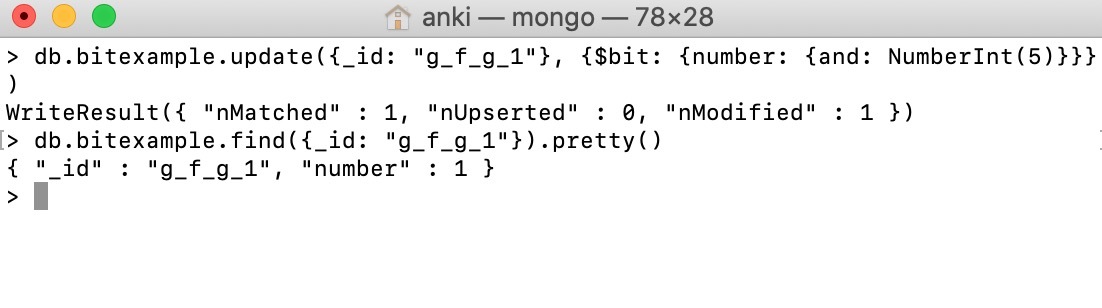 anki — mongo — 78×28
> db.bitexample.update({_id: "g_f_g_1"}, {$bit: {number: {and: NumberInt(5)}}}
)
WriteResult({ "nMatched" : 1, "nUpserted" : 0, "nModified" : 1 })
> db.bitexample.find({_id: "g_f_g_1"}).pretty()
{ "_id" : "g_f_g_1", "number" : 1 }
>